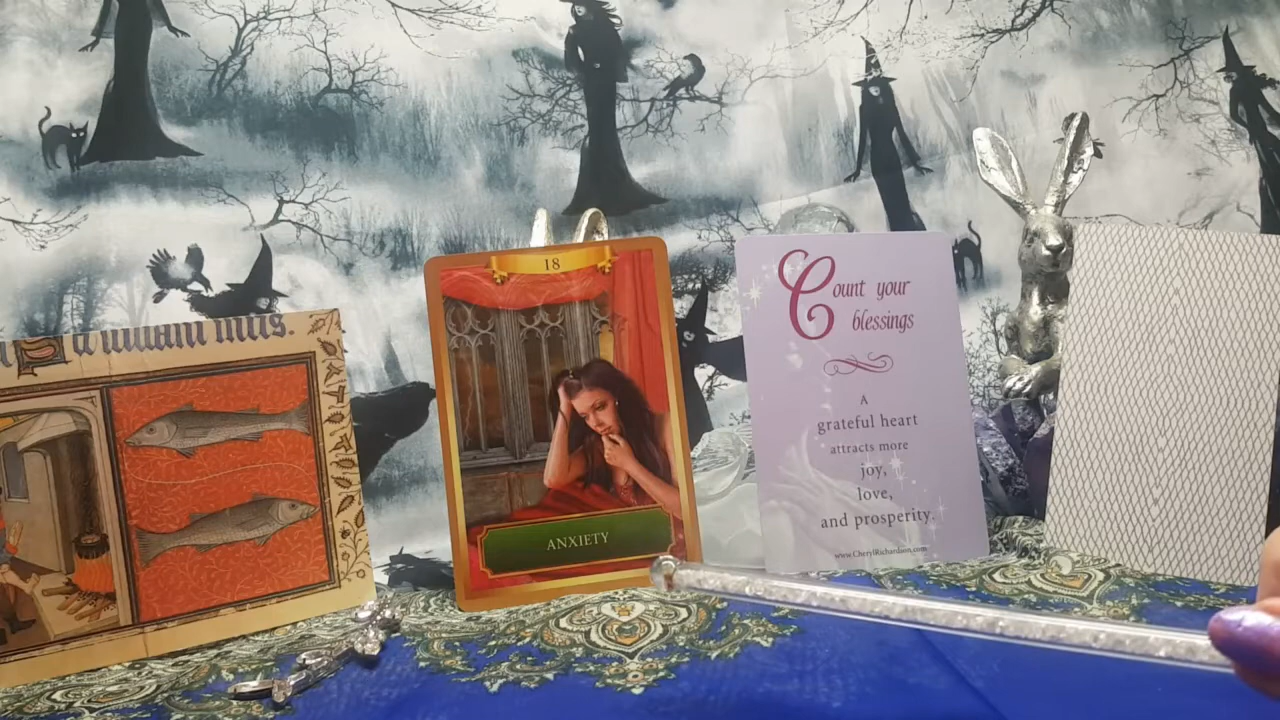 18
ANXIETY
Count your
blessings
A
grateful heart
attracts more
joy,
love,
and prosperity.
www.CherylRichardson.com